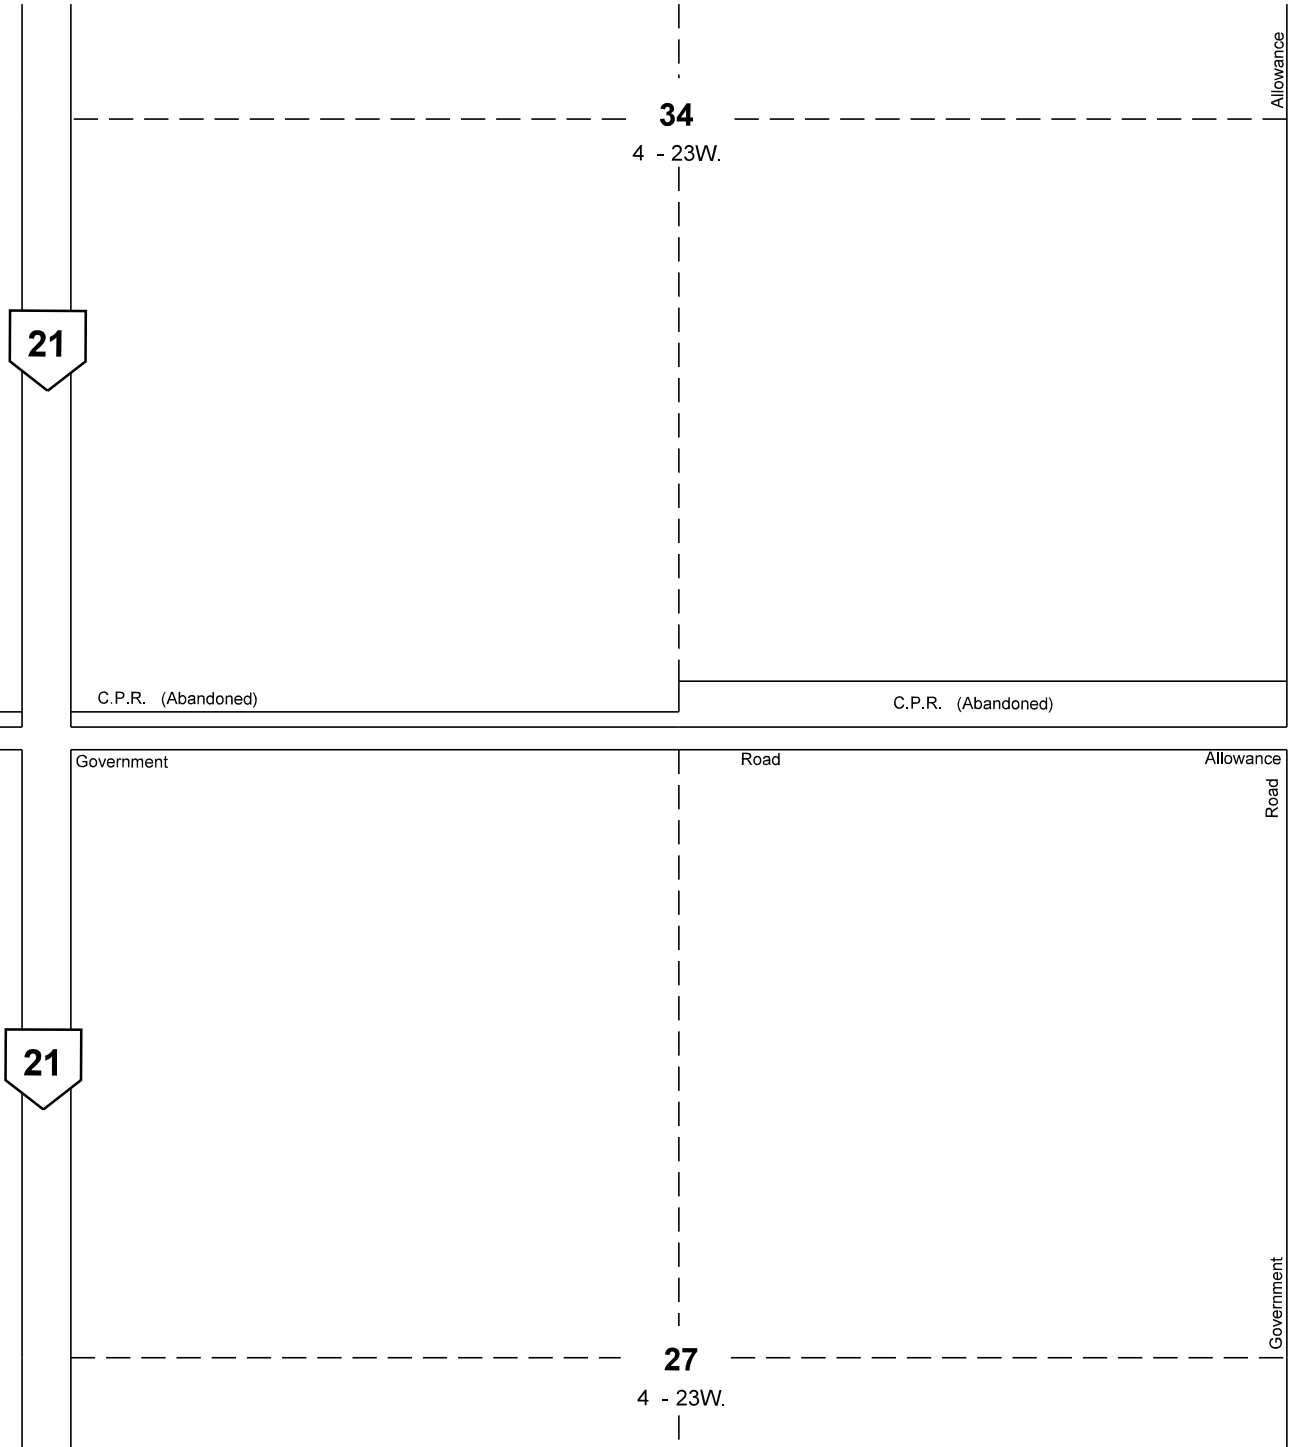 Allowance
34
4 - 23W.
21
C.P.R. (Abandoned)
C.P.R. (Abandoned)
Government Road Allowance
Road
21
Government
27
4 - 23W.